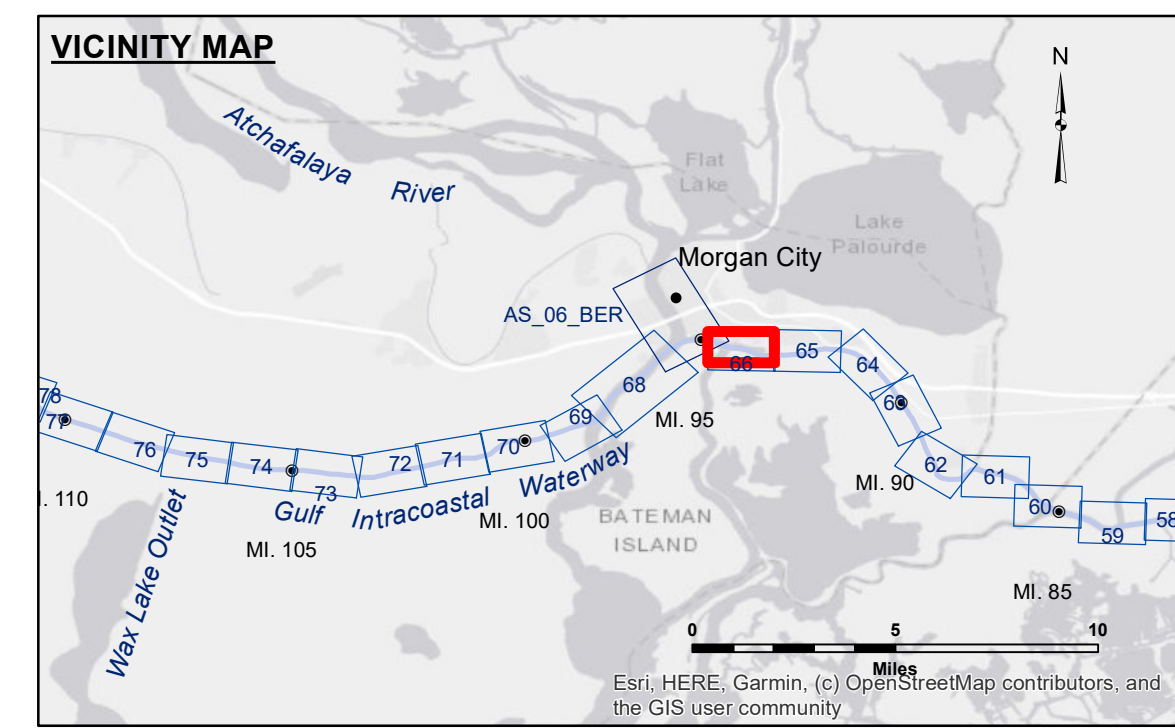 VICINITY MAP
N
Atchafalaya
River
Flat
Lake
Lake
Palourde
Morgan City
AS_06_BER
66
65
64
63
62
61
60
59
58
68
69
70
71
72
73
74
75
76
77
78
MI. 95
MI. 90
MI. 85
MI. 100
MI. 105
I. 110
Gulf Intracoastal Waterway
Wax Lake Outlet
BATEMAN
ISLAND
0 5 10
Miles
Esri, HERE, Garmin, (c) OpenStreetMap contributors, and
the GIS user community